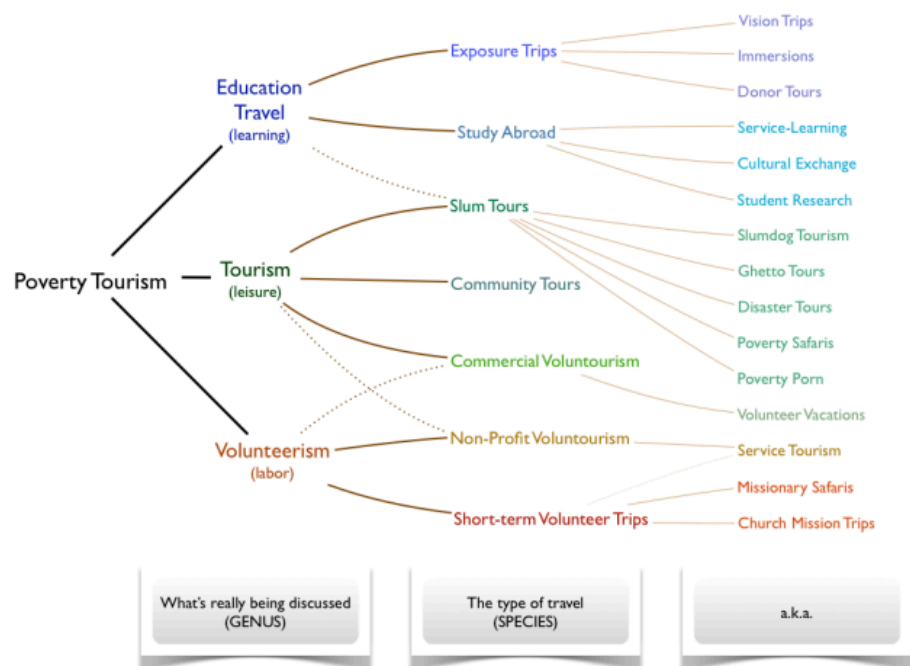 Poverty Tourism
Education
Travel
(learning)
Tourism
(leisure)
Volunteerism
(labor)
Exposure Trips
Study Abroad
Slum Tours
Community Tours
Commercial Voluntourism
Non-Profit Voluntourism
Short-term Volunteer Trips
Vision Trips
Immersions
Donor Tours
Service-Learning
Cultural Exchange
Student Research
Slumdog Tourism
Ghetto Tours
Disaster Tours
Poverty Safaris
Poverty Porn
Volunteer Vacations
Service Tourism
Missionary Safaris
Church Mission Trips
What's really being discussed
(GENUS)
The type of travel
(SPECIES)
a.k.a.